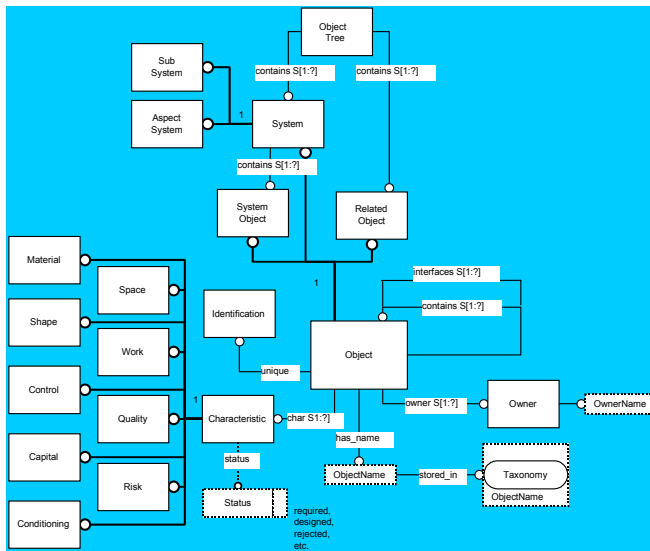 Object
Tree
Sub
System
contains S[1:?]
contains S[1:?]
Aspect
System
1
System
contains S[1:?]
System
Object
Related
Object
Material
Space
1
interfaces S[1:?]
Identification
contains S[1:?]
Shape
Object
Work
unique
Control
1
owner S[1:?]
Owner
OwnerName
Quality
Characteristic
char S1:?]
has_name
Capital
status
ObjectName
stored_in
Taxonomy
ObjectName
Risk
Status
required,
designed,
rejected,
etc.
Conditioning